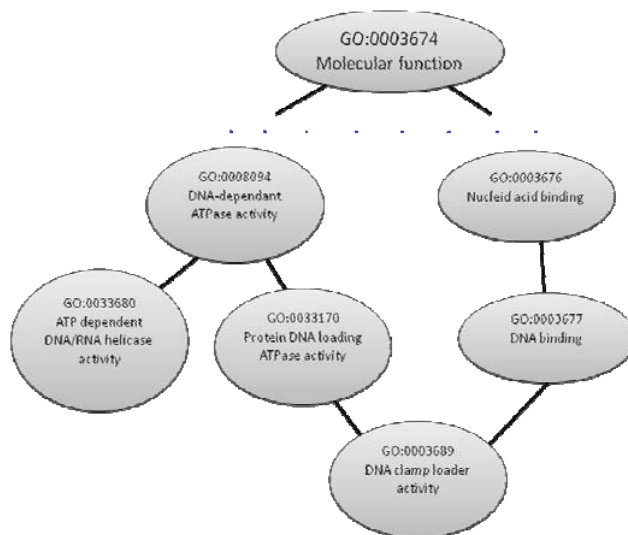 GO:0003674
Molecular function
GO:0008094
DNA-dependant
ATPase activity
GO:0003676
Nucleid acid binding
GO:0033680
ATP dependent
DNA/RNA helicase
activity
GO:0033170
Protein DNA loading
ATPase activity
GO:0003677
DNA binding
GO:0003689
DNA clamp loader
activity